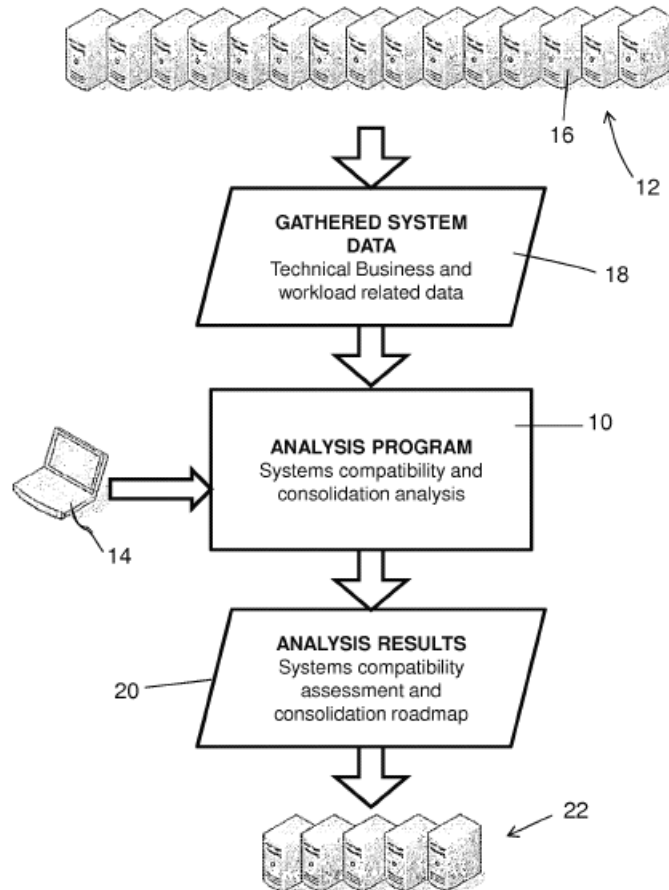 16
12
GATHERED SYSTEM
DATA
Technical Business and
workload related data
18
10
ANALYSIS PROGRAM
Systems compatibility and
consolidation analysis
14
ANALYSIS RESULTS
Systems compatibility
assessment and
consolidation roadmap
20
22